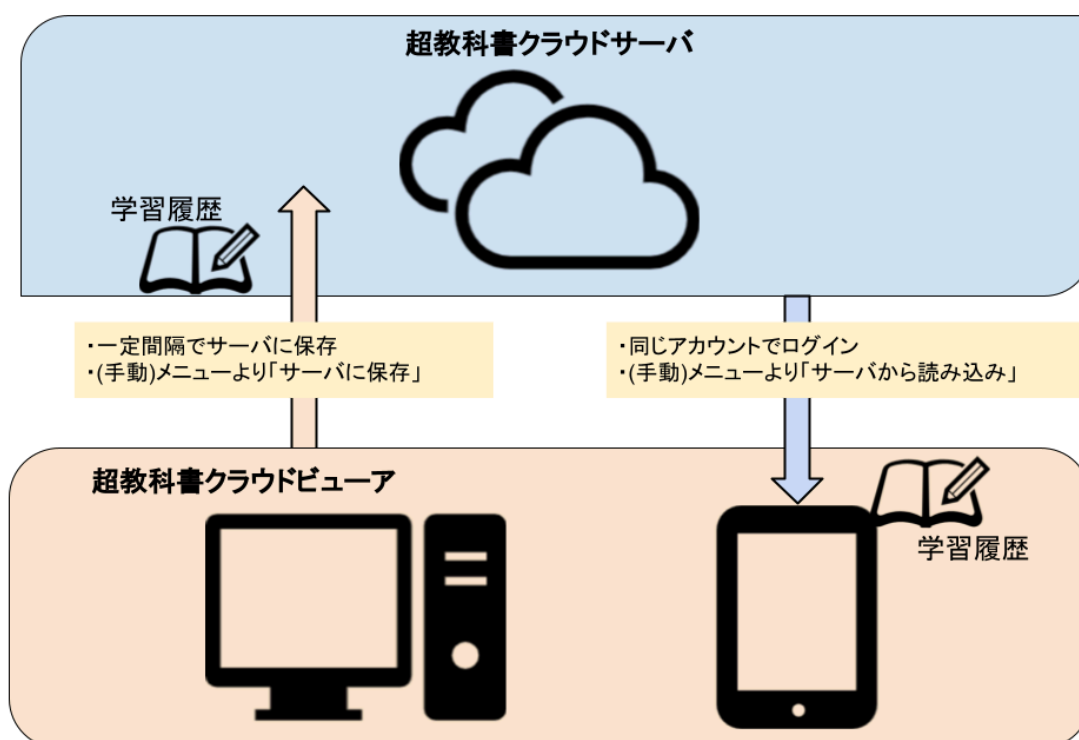 超教科書クラウドサーバ
学習履歴
・一定間隔でサーバに保存
・(手動)メニューより「サーバに保存」
・同じアカウントでログイン
・(手動)メニューより「サーバから読み込み」
超教科書クラウドビューア
学習履歴